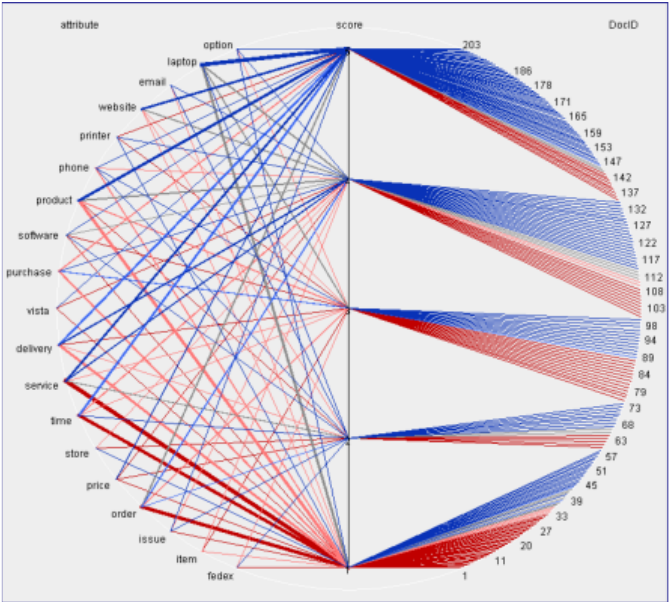 attribute
score
DocID
option
laptop
email
website
printer
phone
product
software
purchase
vista
delivery
service
time
store
price
order
issue
item
fedex
203
186
178
171
165
159
153
147
142
137
132
127
122
117
112
108
103
98
94
89
84
79
73
68
63
57
51
45
39
33
27
20
11
1